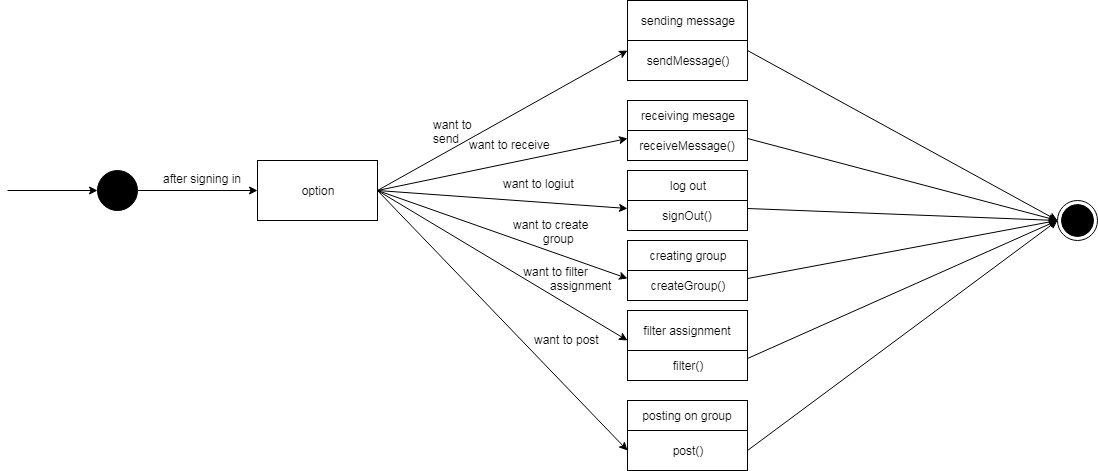 sending message
sendMessage()
want to
send
receiving mesage
receiveMessage()
want to receive
after signing in
option
want to logiut
log out
signOut()
want to create
group
creating group
createGroup()
want to filter
assignment
filter assignment
filter()
want to post
posting on group
post()